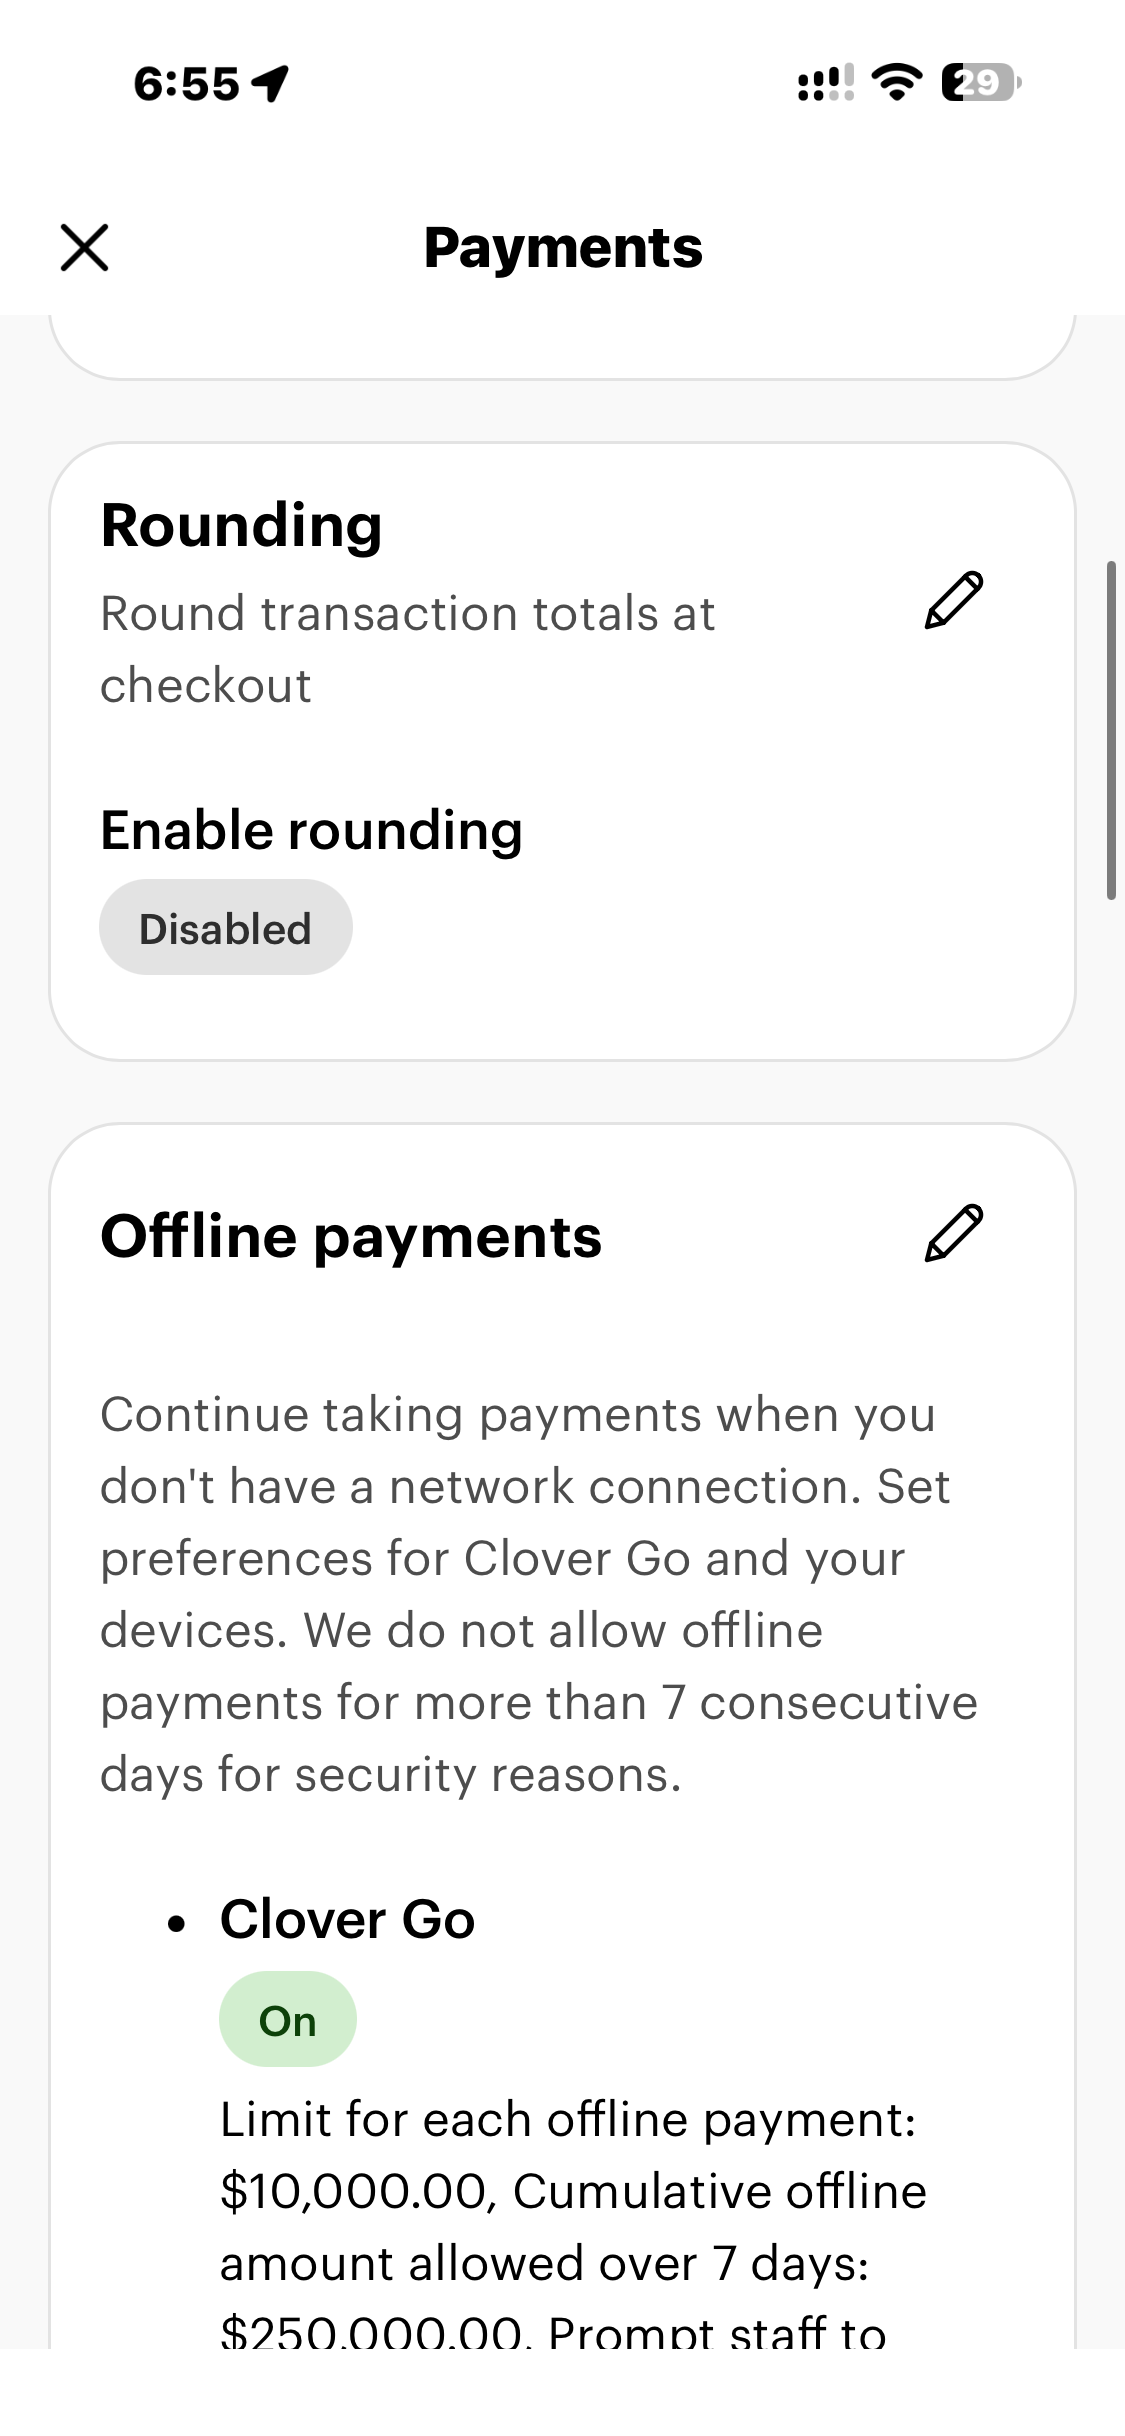 6:55
29
Payments
Rounding
Round transaction totals at
checkout
Enable rounding
Disabled
Offline payments
Continue taking payments when you
don't have a network connection. Set
preferences for Clover Go and your
devices. We do not allow offline
payments for more than 7 consecutive
days for security reasons.
• Clover Go
On
Limit for each offline payment:
$10,000.00, Cumulative offline
amount allowed over 7 days:
$250,000.00, Prompt staff to